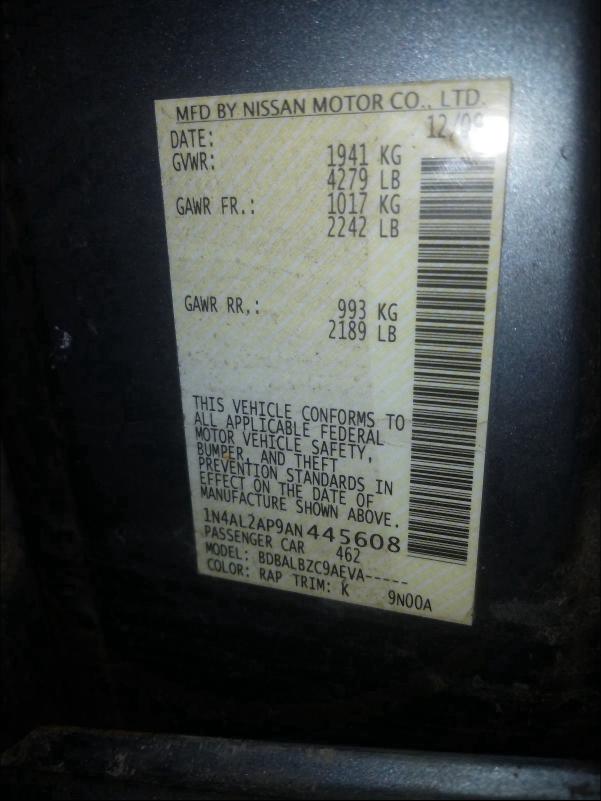 MFD BY NISSAN MOTOR CO., LTD.
DATE: 12/09
GVWR: 1941 KG
4279 LB
GAWR FR.: 1017 KG
2242 LB
GAWR RR.: 993 KG
2189 LB
THIS VEHICLE CONFORMS TO
ALL APPLICABLE FEDERAL
MOTOR VEHICLE SAFETY,
BUMPER, AND THEFT
PREVENTION STANDARDS IN
EFFECT ON THE DATE OF
MANUFACTURE SHOWN ABOVE.
1N4AL2AP9AN445608
PASSENGER CAR 462
MODEL: BDBALBZC9AEVA-----
COLOR: RAP TRIM: K 9N00A